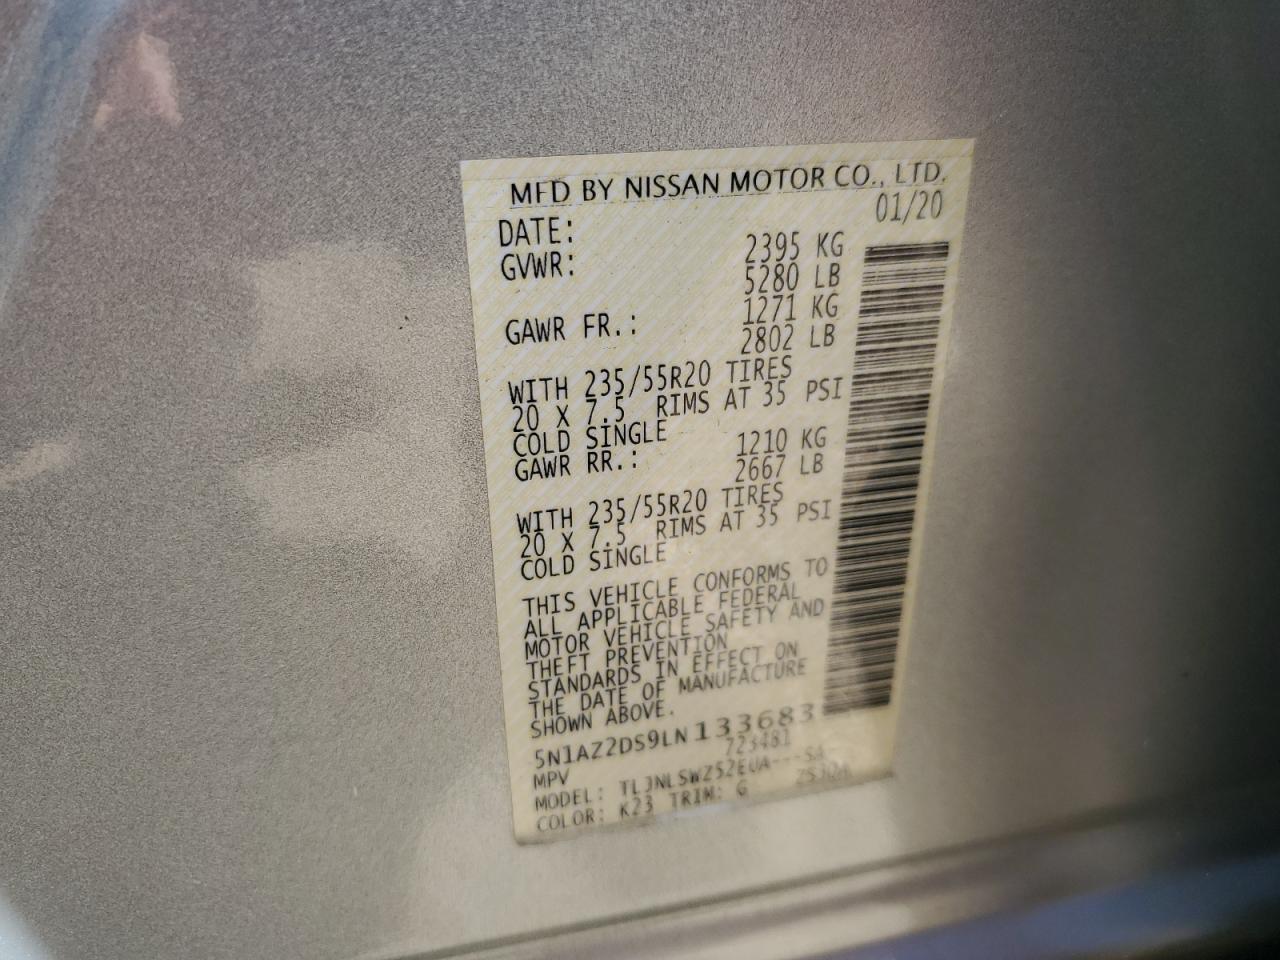 MFD BY NISSAN MOTOR CO., LTD.
DATE: 01/20
GVWR: 2395 KG
5280 LB
GAWR FR.: 1271 KG
2802 LB
WITH 235/55R20 TIRES
20 X 7.5 RIMS AT 35 PSI
COLD SINGLE
GAWR RR.: 1210 KG
2667 LB
WITH 235/55R20 TIRES
20 X 7.5 RIMS AT 35 PSI
COLD SINGLE
THIS VEHICLE CONFORMS TO
ALL APPLICABLE FEDERAL
MOTOR VEHICLE SAFETY AND
THEFT PREVENTION
STANDARDS IN EFFECT ON
THE DATE OF MANUFACTURE
SHOWN ABOVE.
5N1AZ2DS9LN133683
MPV 723481
MODEL: TLJNLSWZ52EUA---SA
COLOR: K23 TRIM: G